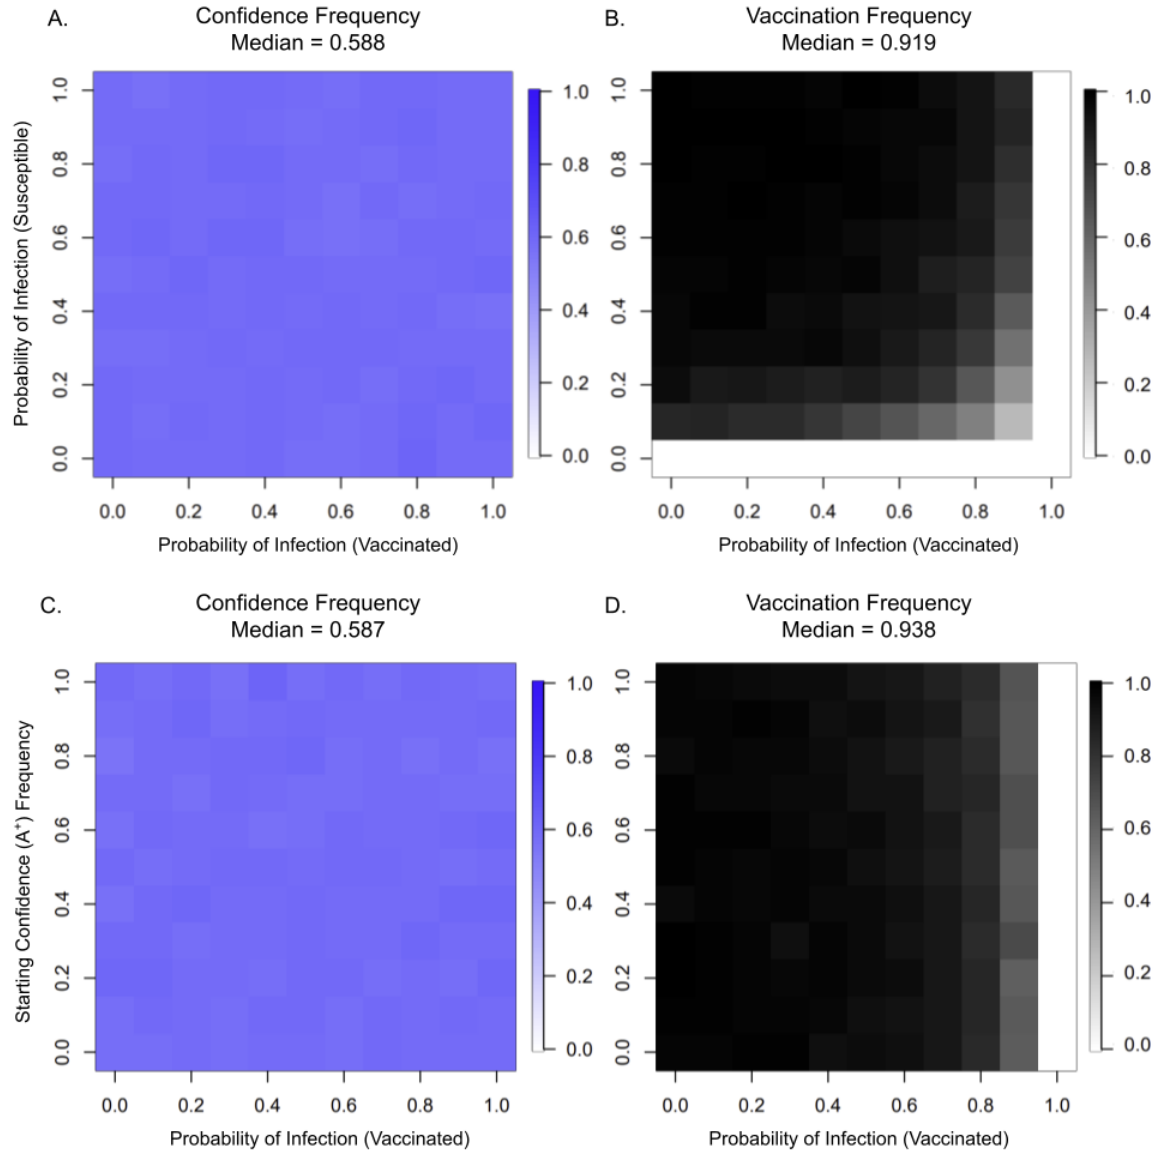 A.
Confidence Frequency
Median = 0.588
Probability of Infection (Susceptible)
1.0
0.8
0.6
0.4
0.2
0.0
0.0 0.2 0.4 0.6 0.8 1.0
Probability of Infection (Vaccinated)
1.0
0.8
0.6
0.4
0.2
0.0
B.
Vaccination Frequency
Median = 0.919
1.0
0.8
0.6
0.4
0.2
0.0
0.0 0.2 0.4 0.6 0.8 1.0
Probability of Infection (Vaccinated)
1.0
0.8
0.6
0.4
0.2
0.0
C.
Confidence Frequency
Median = 0.587
Starting Confidence (A⁺) Frequency
1.0
0.8
0.6
0.4
0.2
0.0
0.0 0.2 0.4 0.6 0.8 1.0
Probability of Infection (Vaccinated)
1.0
0.8
0.6
0.4
0.2
0.0
D.
Vaccination Frequency
Median = 0.938
1.0
0.8
0.6
0.4
0.2
0.0
0.0 0.2 0.4 0.6 0.8 1.0
Probability of Infection (Vaccinated)
1.0
0.8
0.6
0.4
0.2
0.0